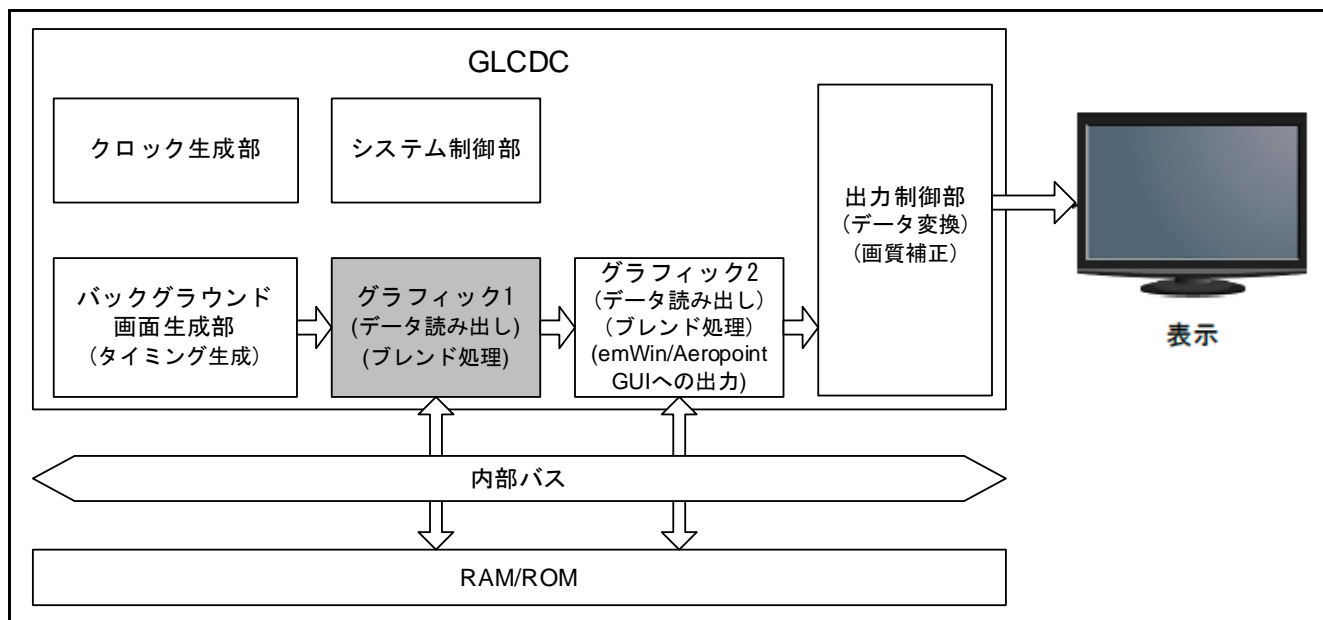 GLCDC
クロック生成部
システム制御部
出力制御部
（データ変換）
（画質補正）
バックグラウンド
画面生成部
（タイミング生成）
グラフィック1
(データ読み出し)
(ブレンド処理)
グラフィック2
（データ読み出し）
（ブレンド処理）
(emWin/Aeropoint
GUIへの出力)
表示
内部バス
RAM/ROM